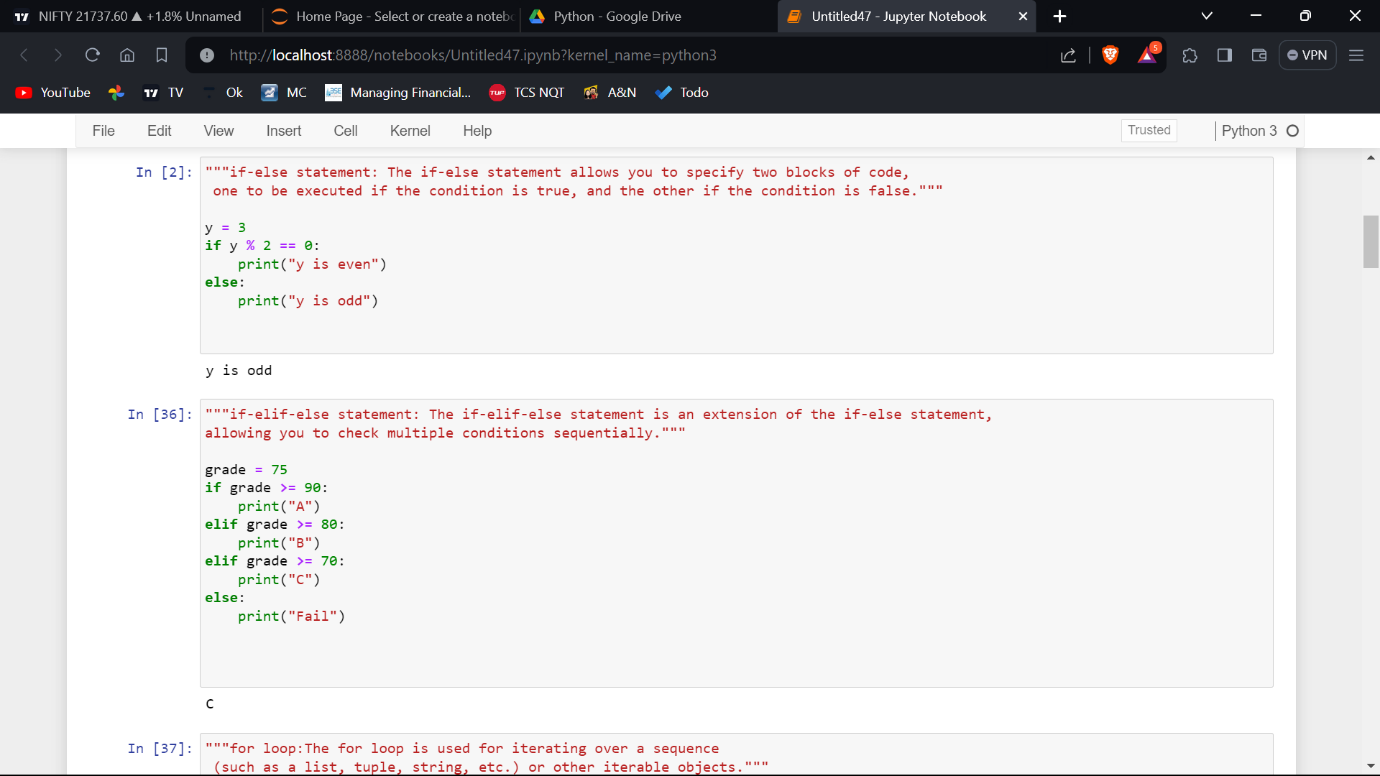 NIFTY 21737.60 ▲ +1.8% Unnamed
Home Page - Select or create a noteb
Python - Google Drive
Untitled47 - Jupyter Notebook
http://localhost:8888/notebooks/Untitled47.ipynb?kernel_name=python3
5
VPN
YouTube
TV
Ok
MC
Managing Financial...
TCS NQT
A&N
Todo
File Edit View Insert Cell Kernel Help
Trusted
Python 3
In [2]:
"""if-else statement: The if-else statement allows you to specify two blocks of code,
 one to be executed if the condition is true, and the other if the condition is false."""
y = 3
if y % 2 == 0:
    print("y is even")
else:
    print("y is odd")
y is odd
In [36]:
"""if-elif-else statement: The if-elif-else statement is an extension of the if-else statement,
allowing you to check multiple conditions sequentially."""
grade = 75
if grade >= 90:
    print("A")
elif grade >= 80:
    print("B")
elif grade >= 70:
    print("C")
else:
    print("Fail")
C
In [37]:
"""for loop:The for loop is used for iterating over a sequence
 (such as a list, tuple, string, etc.) or other iterable objects."""